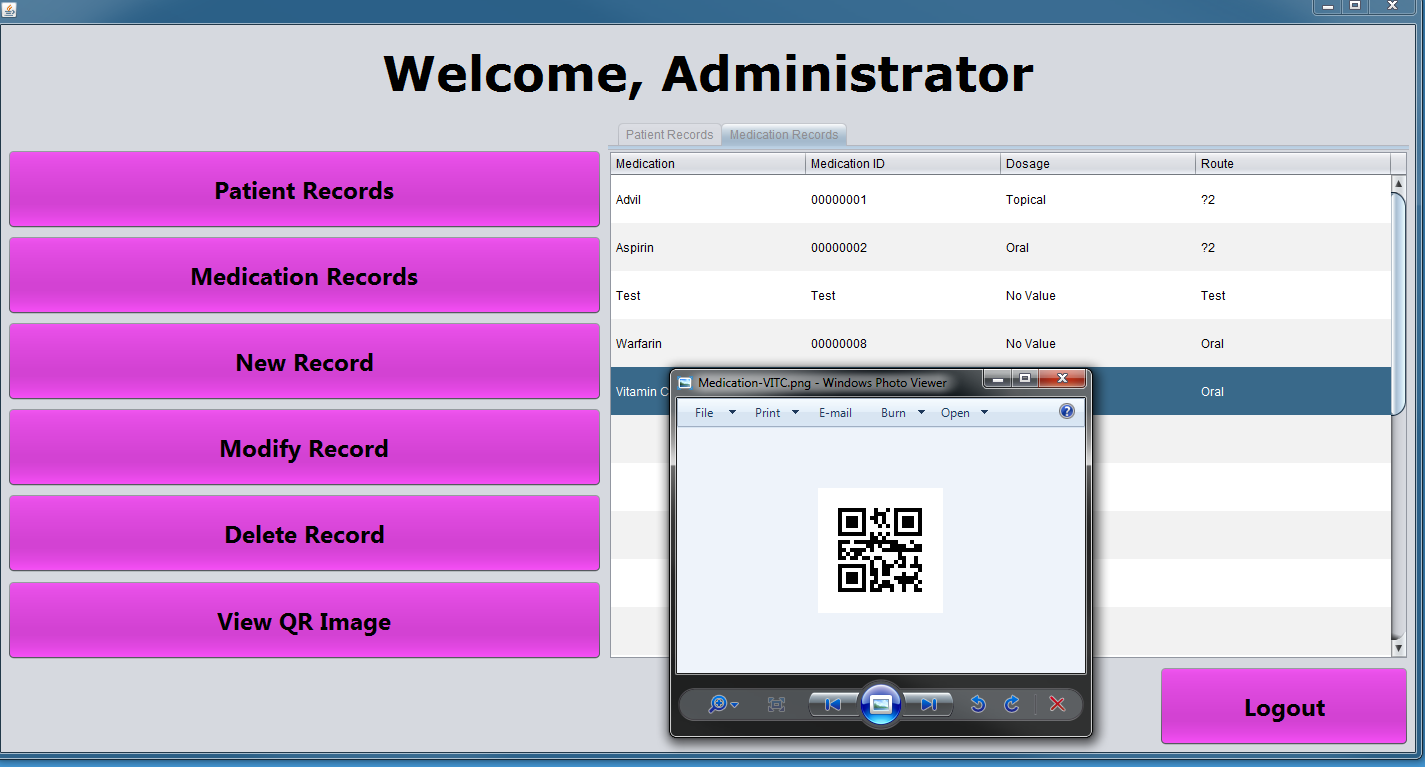 Welcome, Administrator
Patient Records Medication Records
Patient Records
Medication Records
New Record
Modify Record
Delete Record
View QR Image
Medication Medication ID Dosage Route
Advil 00000001 Topical ?2
Aspirin 00000002 Oral ?2
Test Test No Value Test
Warfarin 00000008 No Value Oral
Vitamin C Oral
Medication-VITC.png - Windows Photo Viewer
File Print E-mail Burn Open
Logout